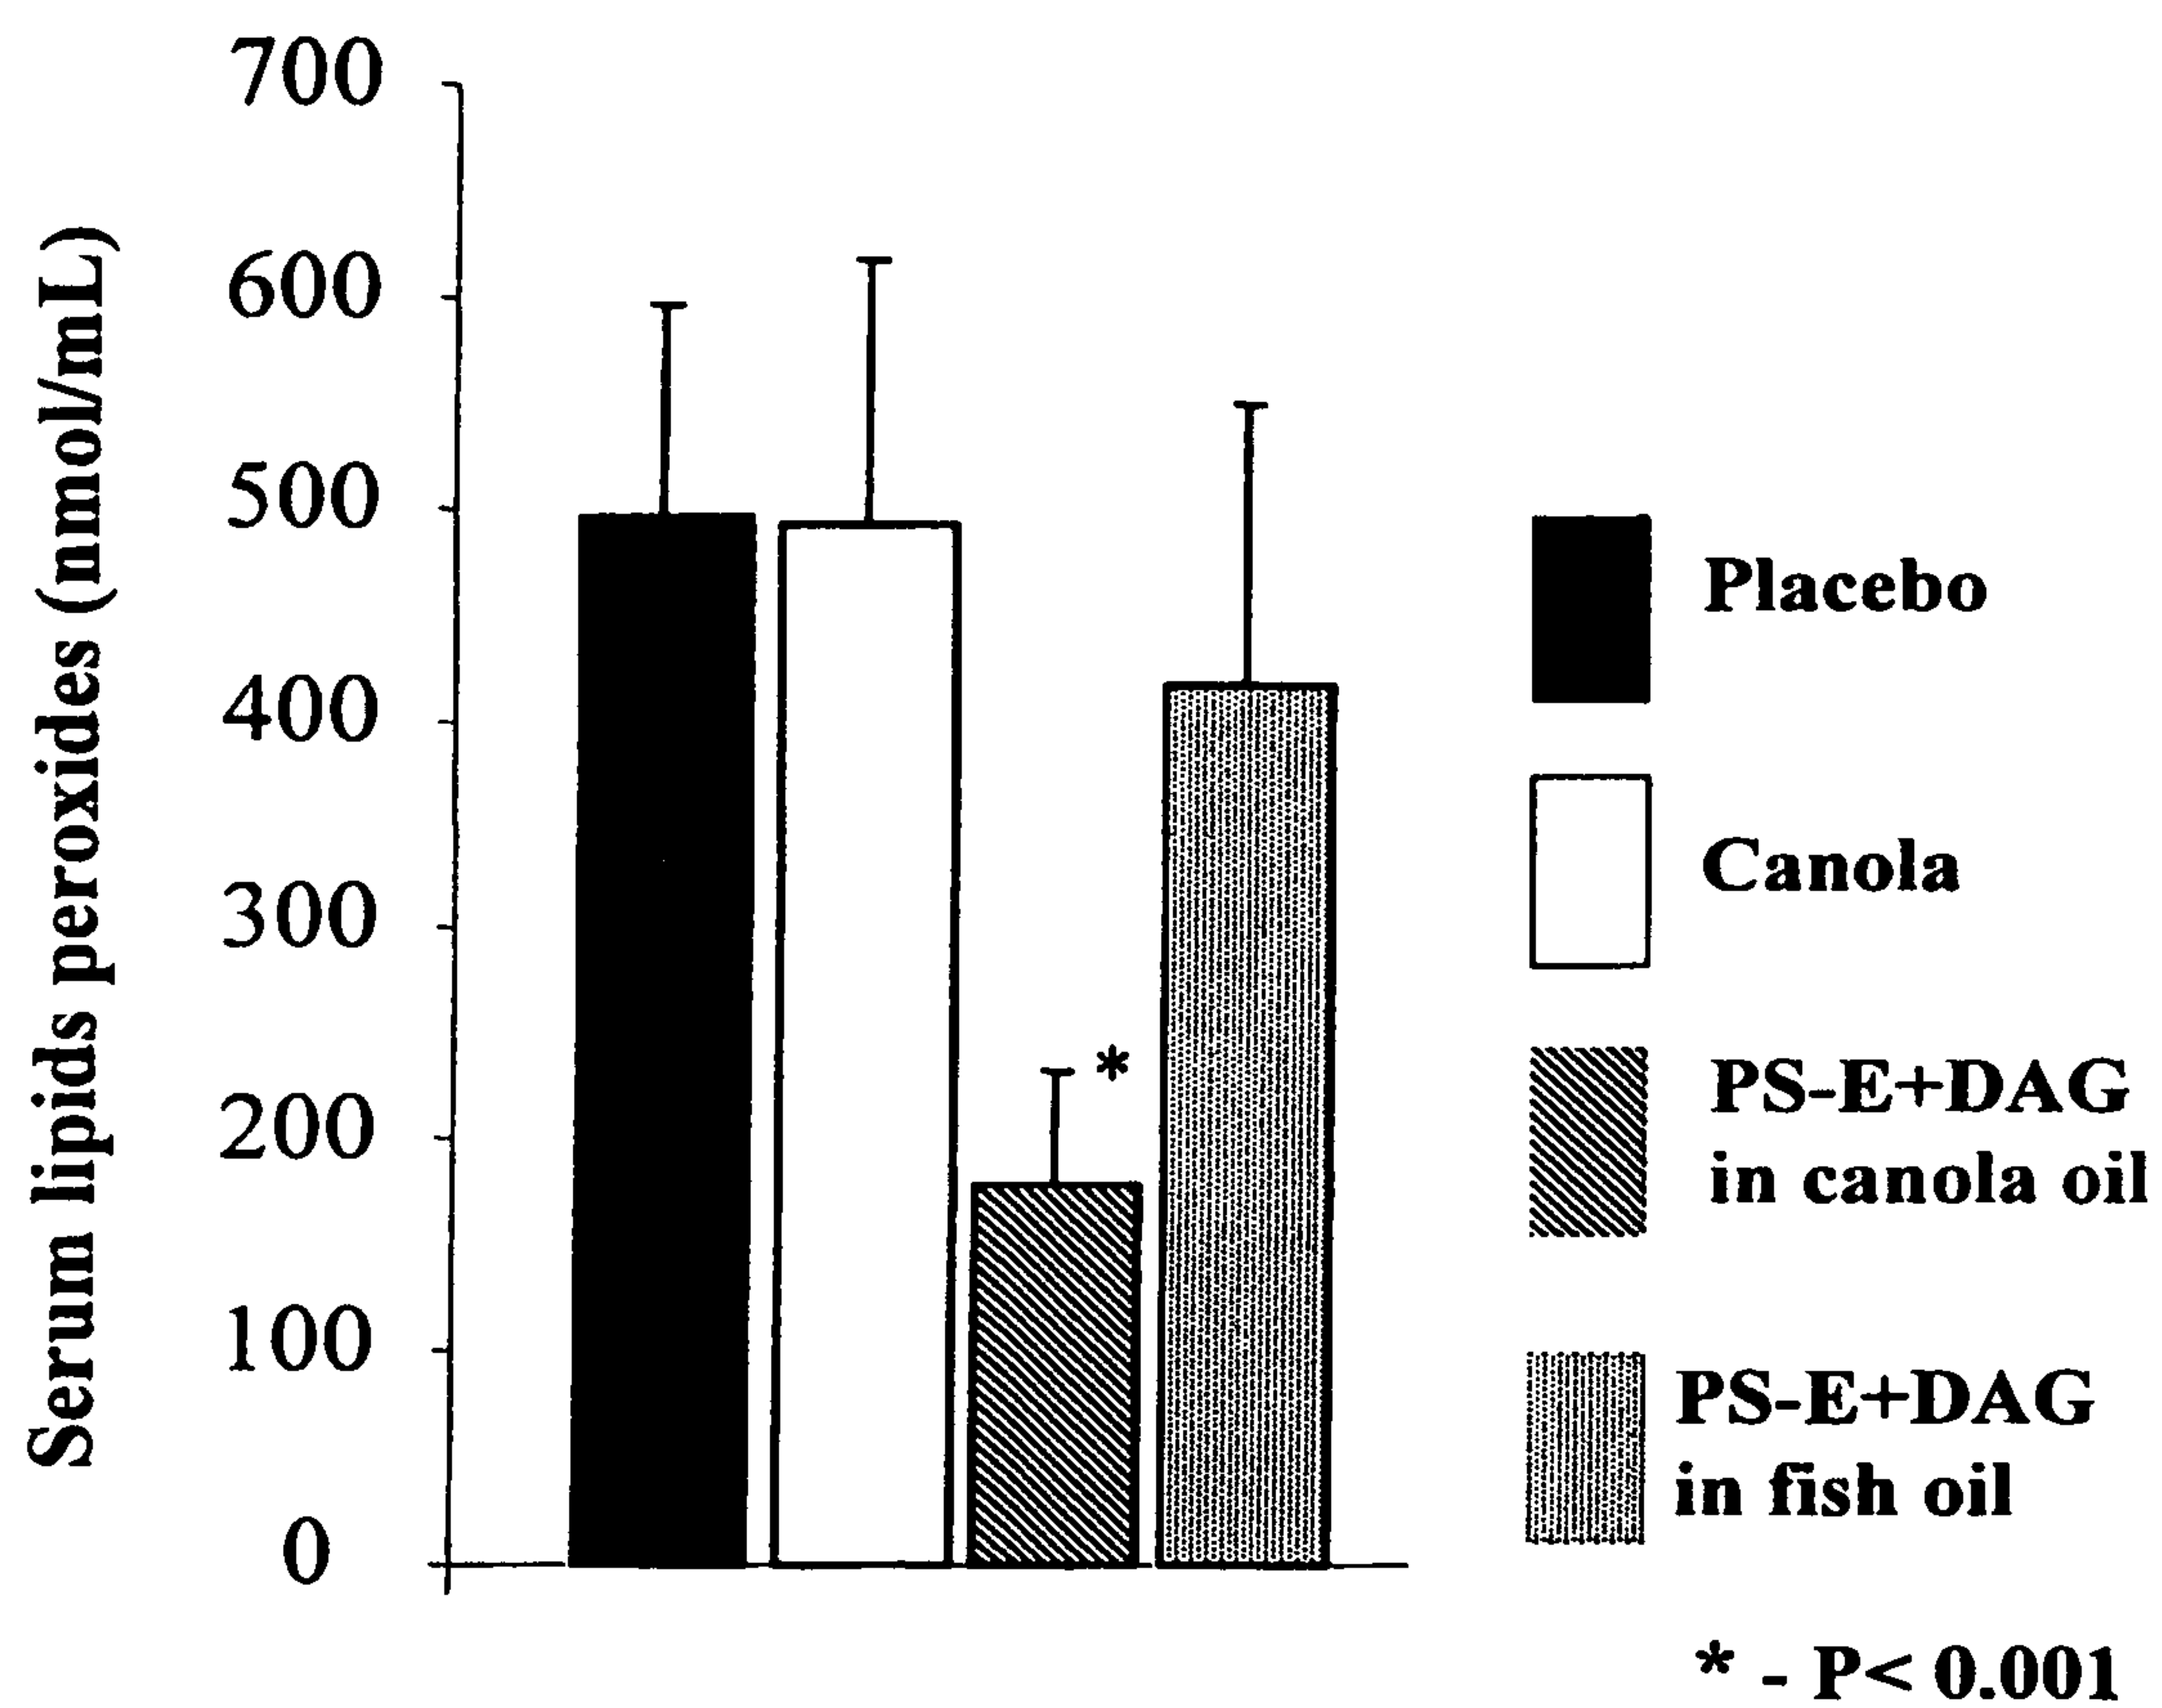 Serum lipids peroxides (nmol/mL)
700
600
500
400
300
200
100
0
*
Placebo
Canola
PS-E+DAG
in canola oil
PS-E+DAG
in fish oil
* - P< 0.001